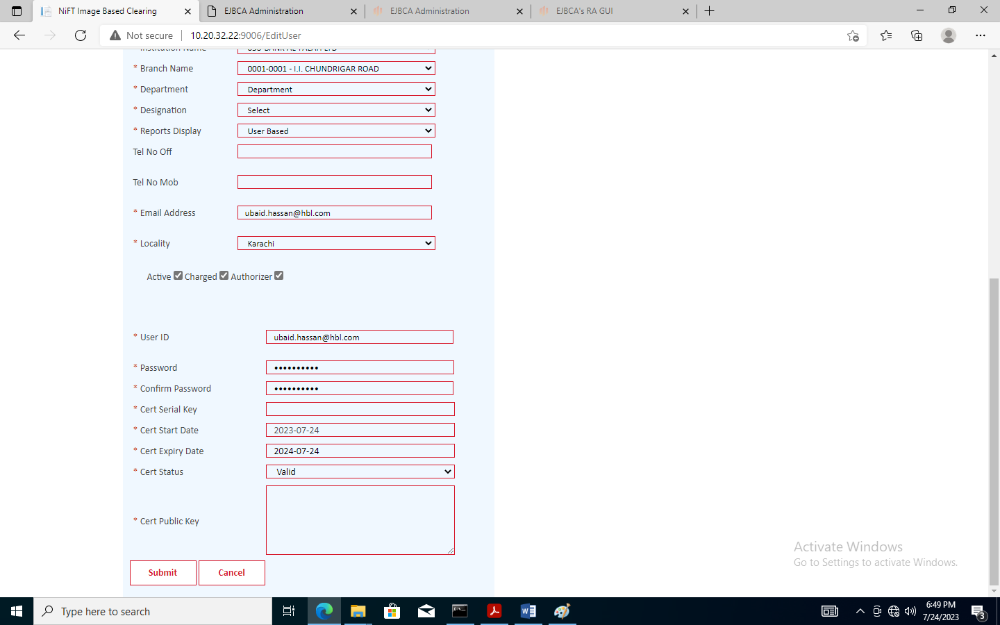 NiFT Image Based Clearing
EJBCA Administration
EJBCA Administration
EJBCA's RA GUI
Not secure
10.20.32.22:9006/EditUser
* Branch Name
0001-0001 - I.I. CHUNDRIGAR ROAD
* Department
Department
* Designation
Select
* Reports Display
User Based
Tel No Off
Tel No Mob
* Email Address
ubaid.hassan@hbl.com
* Locality
Karachi
Active Charged Authorizer
* User ID
ubaid.hassan@hbl.com
* Password
••••••••••
* Confirm Password
••••••••••
* Cert Serial Key
* Cert Start Date
2023-07-24
* Cert Expiry Date
2024-07-24
* Cert Status
Valid
* Cert Public Key
Submit
Cancel
Activate Windows
Go to Settings to activate Windows.
Type here to search
6:49 PM
7/24/2023
3